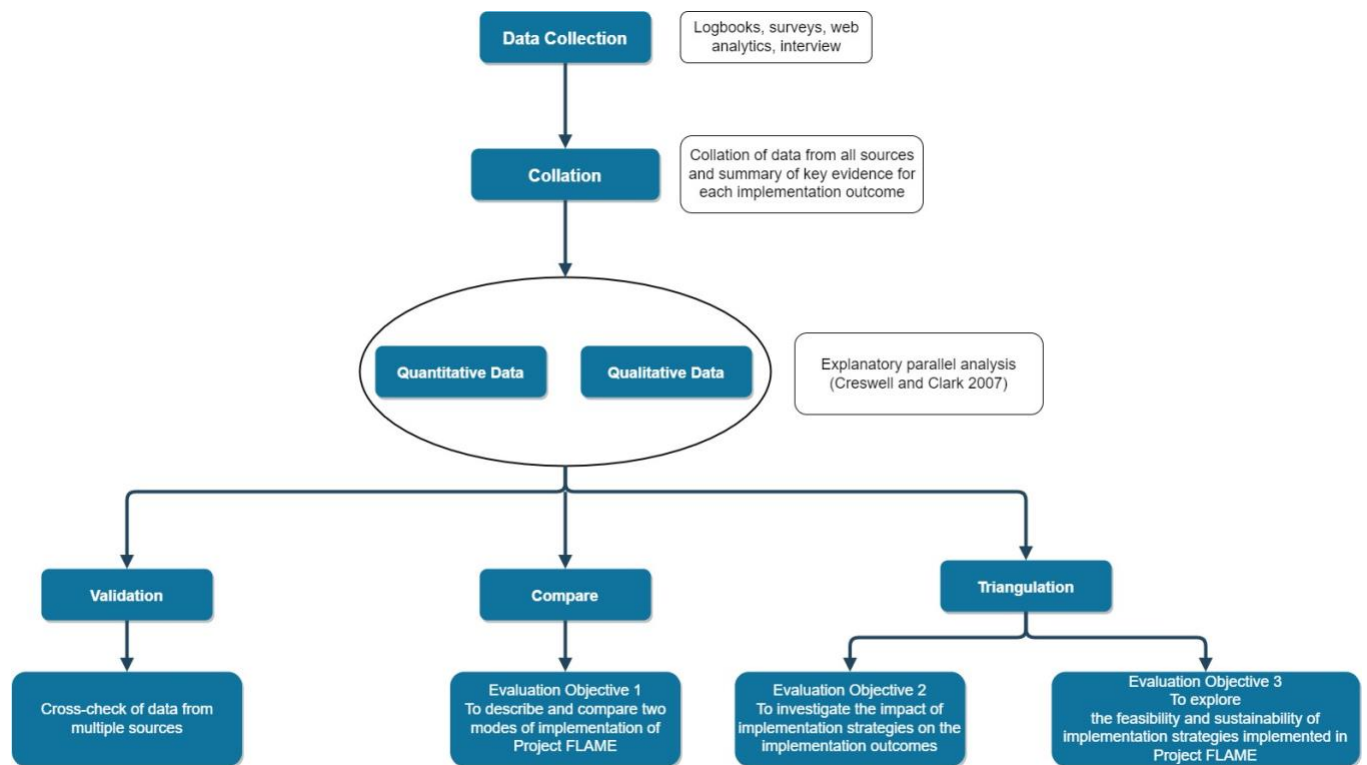 Data Collection
Logbooks, surveys, web
analytics, interview
Collation
Collation of data from all sources
and summary of key evidence for
each implementation outcome
Quantitative Data
Qualitative Data
Explanatory parallel analysis
(Creswell and Clark 2007)
Validation
Compare
Triangulation
Cross-check of data from
multiple sources
Evaluation Objective 1
To describe and compare two
modes of implementation of
Project FLAME
Evaluation Objective 2
To investigate the impact of
implementation strategies on the
implementation outcomes
Evaluation Objective 3
To explore
the feasibility and sustainability of
implementation strategies implemented in
Project FLAME